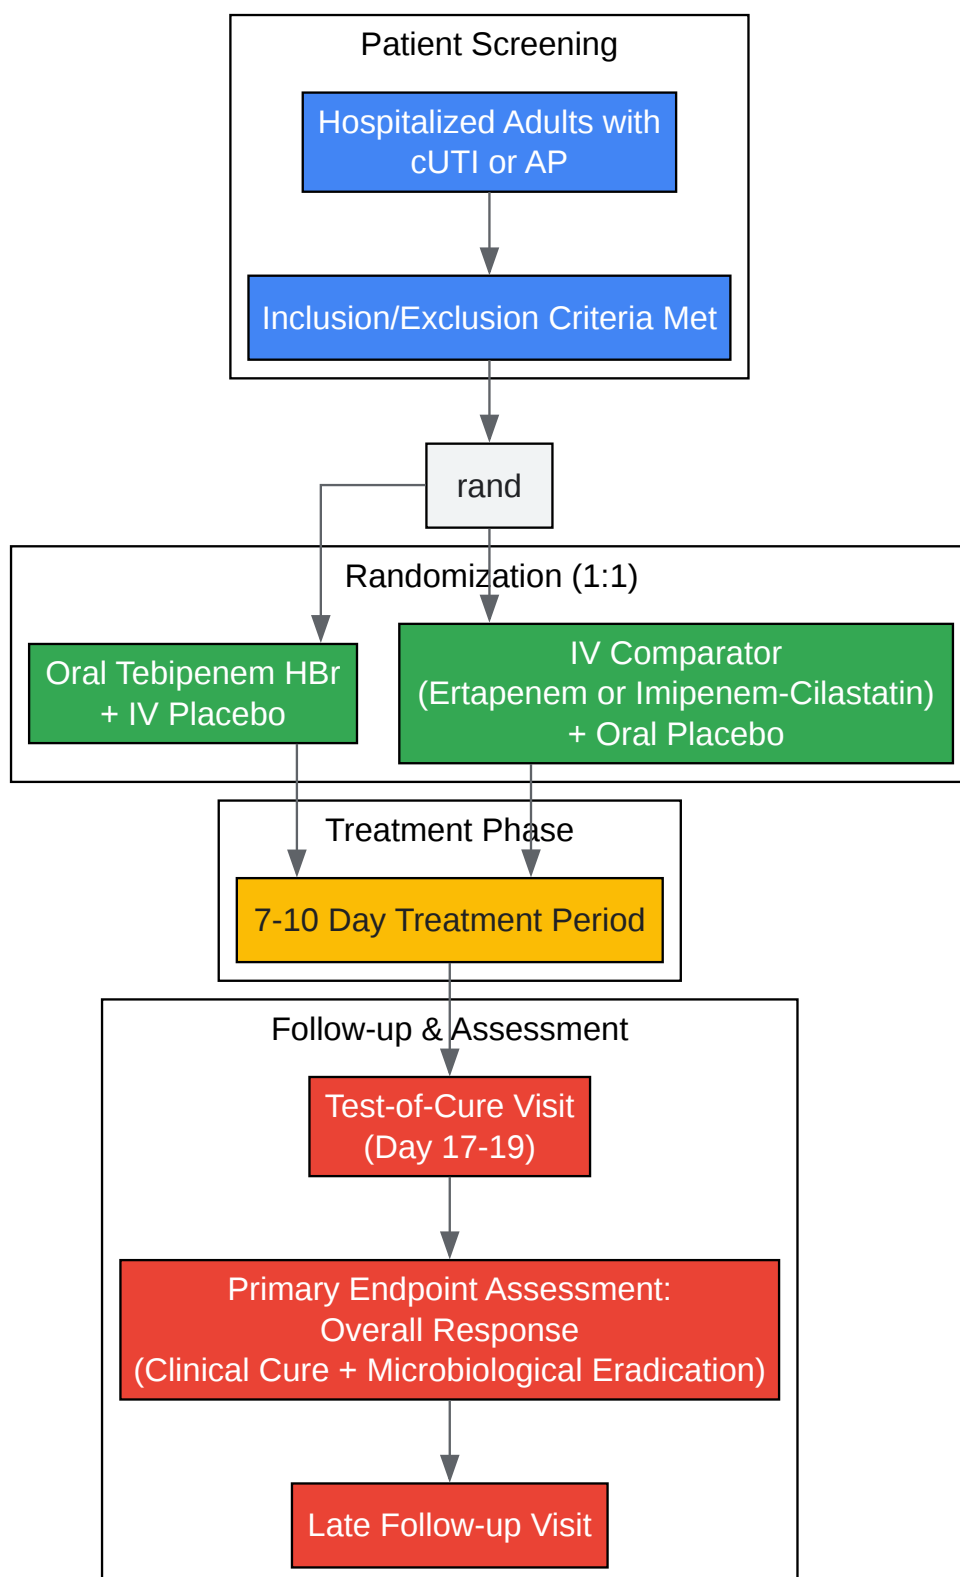 Patient Screening
Hospitalized Adults with
cUTI or AP
Inclusion/Exclusion Criteria Met
rand
Randomization (1:1)
Oral Tebipenem HBr
+ IV Placebo
IV Comparator
(Ertapenem or Imipenem-Cilastatin)
+ Oral Placebo
Treatment Phase
7-10 Day Treatment Period
Follow-up & Assessment
Test-of-Cure Visit
(Day 17-19)
Primary Endpoint Assessment:
Overall Response
(Clinical Cure + Microbiological Eradication)
Late Follow-up Visit